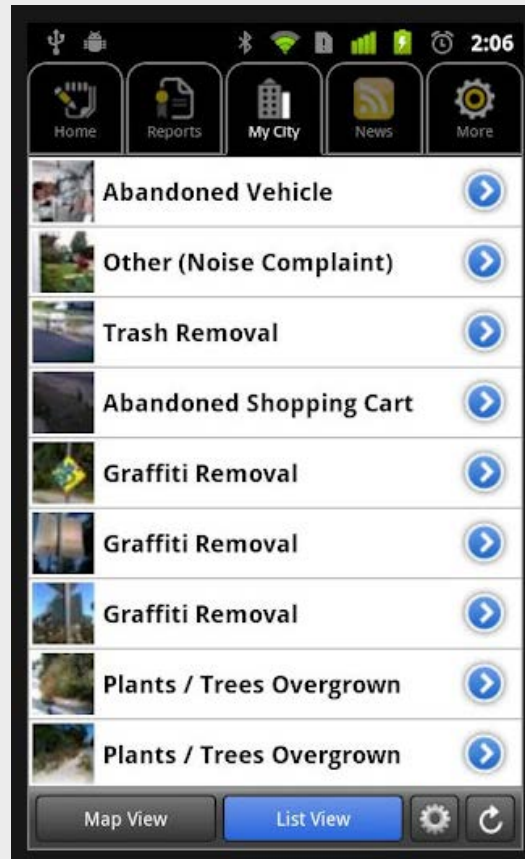 2:06
Home Reports My City News More
Abandoned Vehicle
Other (Noise Complaint)
Trash Removal
Abandoned Shopping Cart
Graffiti Removal
Graffiti Removal
Graffiti Removal
Plants / Trees Overgrown
Plants / Trees Overgrown
Map View List View